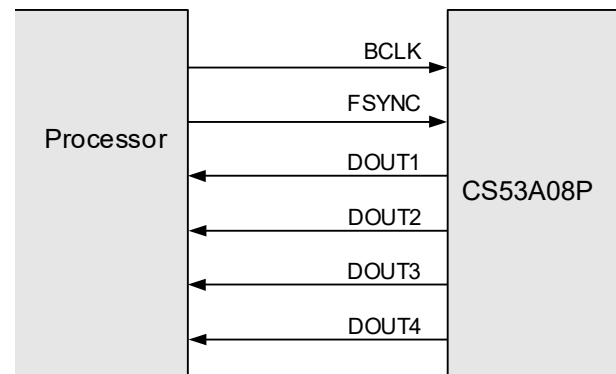 BCLK
FSYNC
Processor
DOUT1
CS53A08P
DOUT2
DOUT3
DOUT4